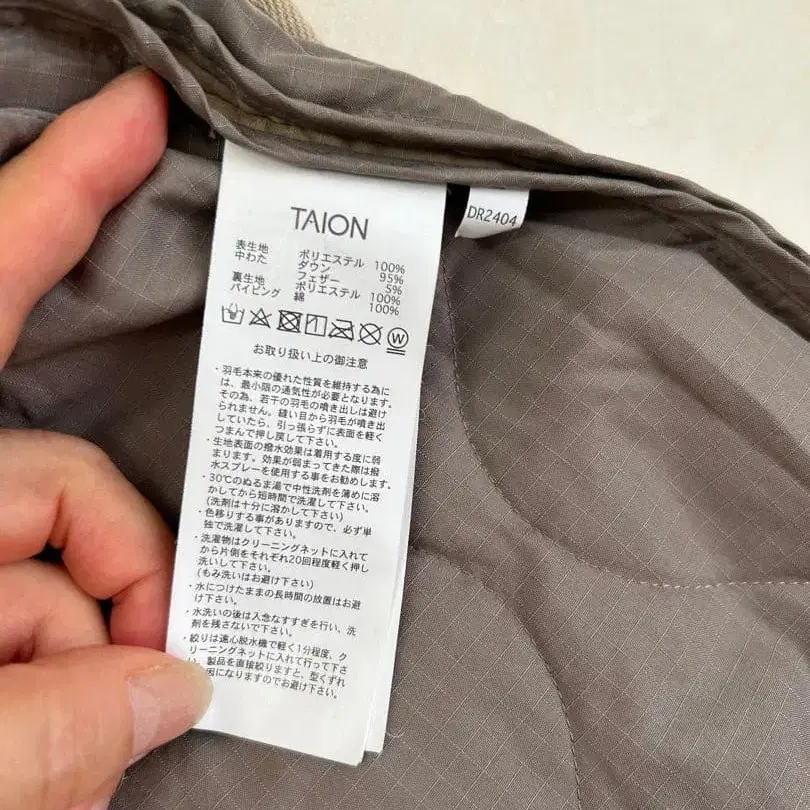 TAION
DR2404
表生地 ポリエステル 100%
中わた ダウン 95%
フェザー 5%
裏生地 ポリエステル 100%
パイピング 綿 100%
W
お取り扱い上の御注意
・羽毛本来の優れた性質を維持する為に
は、最小限の通気性が必要となります。
その為、若干の羽毛の噴き出しは避け
られません。縫い目から羽毛が噴き出
していたら、引っ張らずに表面を軽く
つまんで押し戻して下さい。
・生地表面の撥水効果は着用する度に弱
まります。効果が弱まってきた際は撥
水スプレーを使用する事をお勧めします。
・30℃のぬるま湯で中性洗剤を薄めに溶
かしてから短時間で洗濯して下さい。
(洗剤は十分に溶かして下さい)
・色移りする事がありますので、必ず単
独で洗濯して下さい。
・洗濯物はクリーニングネットに入れて
から片側をそれぞれ20回程度軽く押し
洗いして下さい。
(もみ洗いはお避け下さい)
・水につけたままの長時間の放置はお避
け下さい。
・水洗いの後は入念なすすぎを行い、洗
剤を残さないで下さい。
・絞りは遠心脱水機で軽く1分程度、ク
リーニングネットに入れて行って下さ
い。製品を直接絞りますと、型くずれ
因になりますのでお避け下さい。